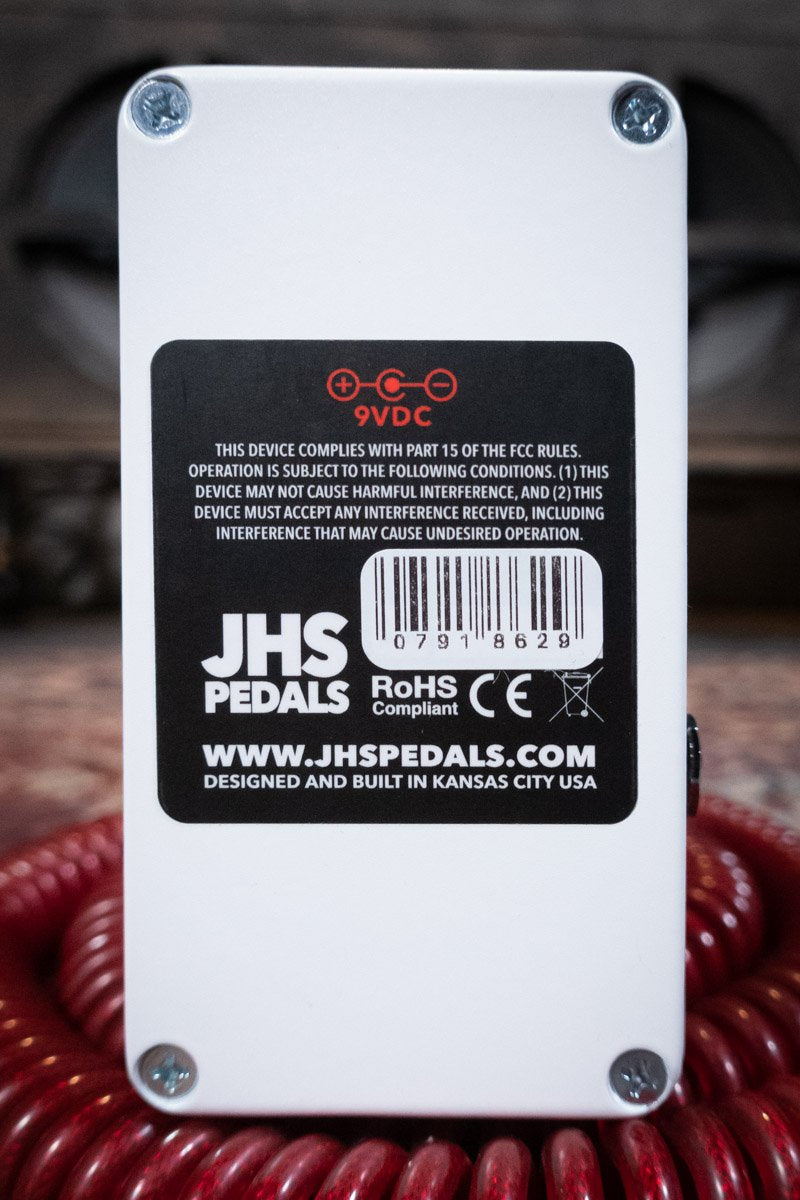 9VDC
THIS DEVICE COMPLIES WITH PART 15 OF THE FCC RULES.
OPERATION IS SUBJECT TO THE FOLLOWING CONDITIONS. (1) THIS
DEVICE MAY NOT CAUSE HARMFUL INTERFERENCE, AND (2) THIS
DEVICE MUST ACCEPT ANY INTERFERENCE RECEIVED, INCLUDING
INTERFERENCE THAT MAY CAUSE UNDESIRED OPERATION.
0791 8629
JHS
PEDALS
RoHS
Compliant
CE
WWW.JHSPEDALS.COM
DESIGNED AND BUILT IN KANSAS CITY USA